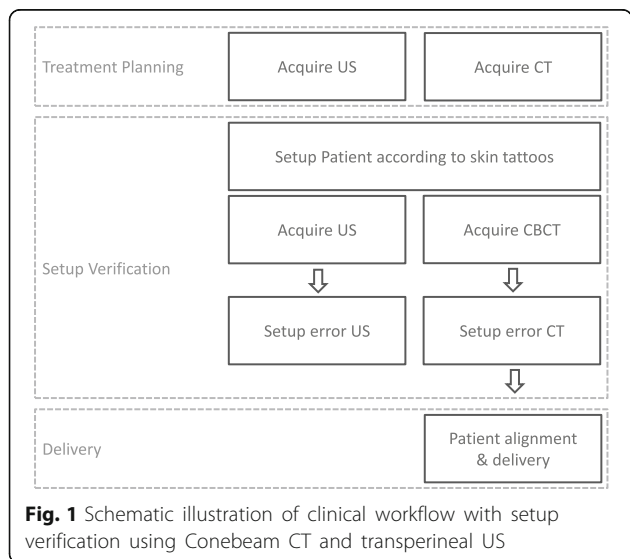 Treatment Planning
Acquire US
Acquire CT
Setup Verification
Setup Patient according to skin tattoos
Acquire US
Acquire CBCT
Setup error US
Setup error CT
Delivery
Patient alignment
& delivery
Fig. 1 Schematic illustration of clinical workflow with setup
verification using Conebeam CT and transperineal US